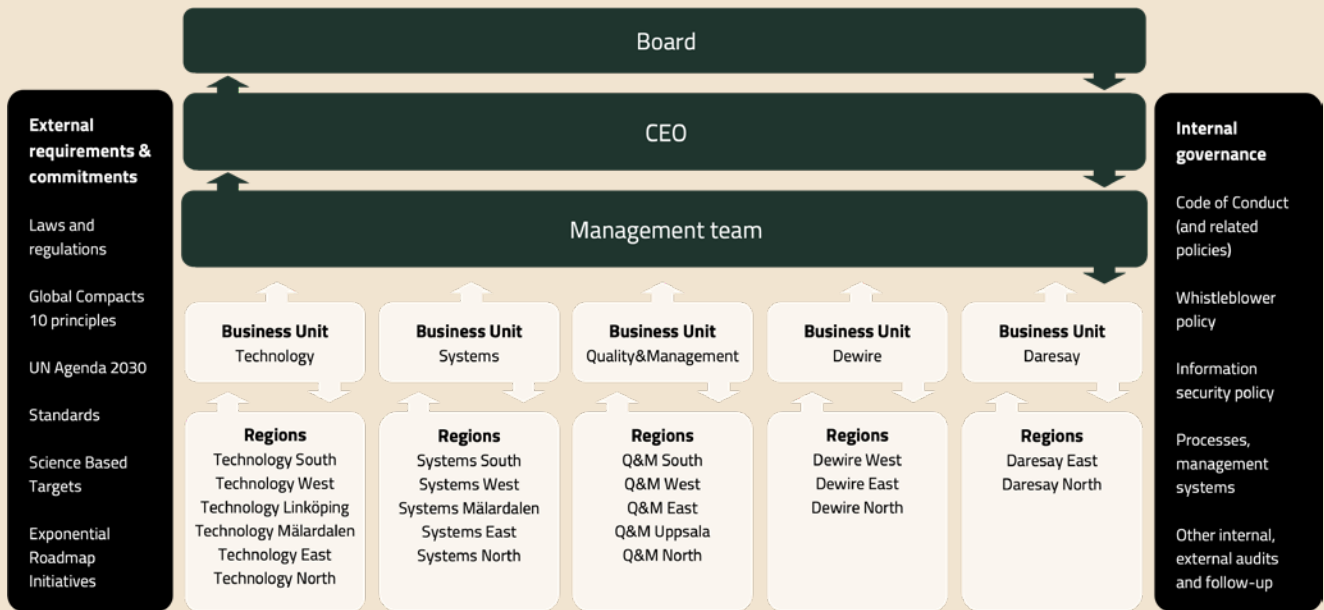 Board
CEO
Management team
External
requirements &
commitments
Laws and
regulations
Global Compacts
10 principles
UN Agenda 2030
Standards
Science Based
Targets
Exponential
Roadmap
Initiatives
Business Unit
Technology
Business Unit
Systems
Business Unit
Quality&Management
Business Unit
Dewire
Business Unit
Daresay
Regions
Technology South
Technology West
Technology Linköping
Technology Mälardalen
Technology East
Technology North
Regions
Systems South
Systems West
Systems Mälardalen
Systems East
Systems North
Regions
Q&M South
Q&M West
Q&M East
Q&M Uppsala
Q&M North
Regions
Dewire West
Dewire East
Dewire North
Regions
Daresay East
Daresay North
Internal
governance
Code of Conduct
(and related
policies)
Whistleblower
policy
Information
security policy
Processes,
management
systems
Other internal,
external audits
and follow-up